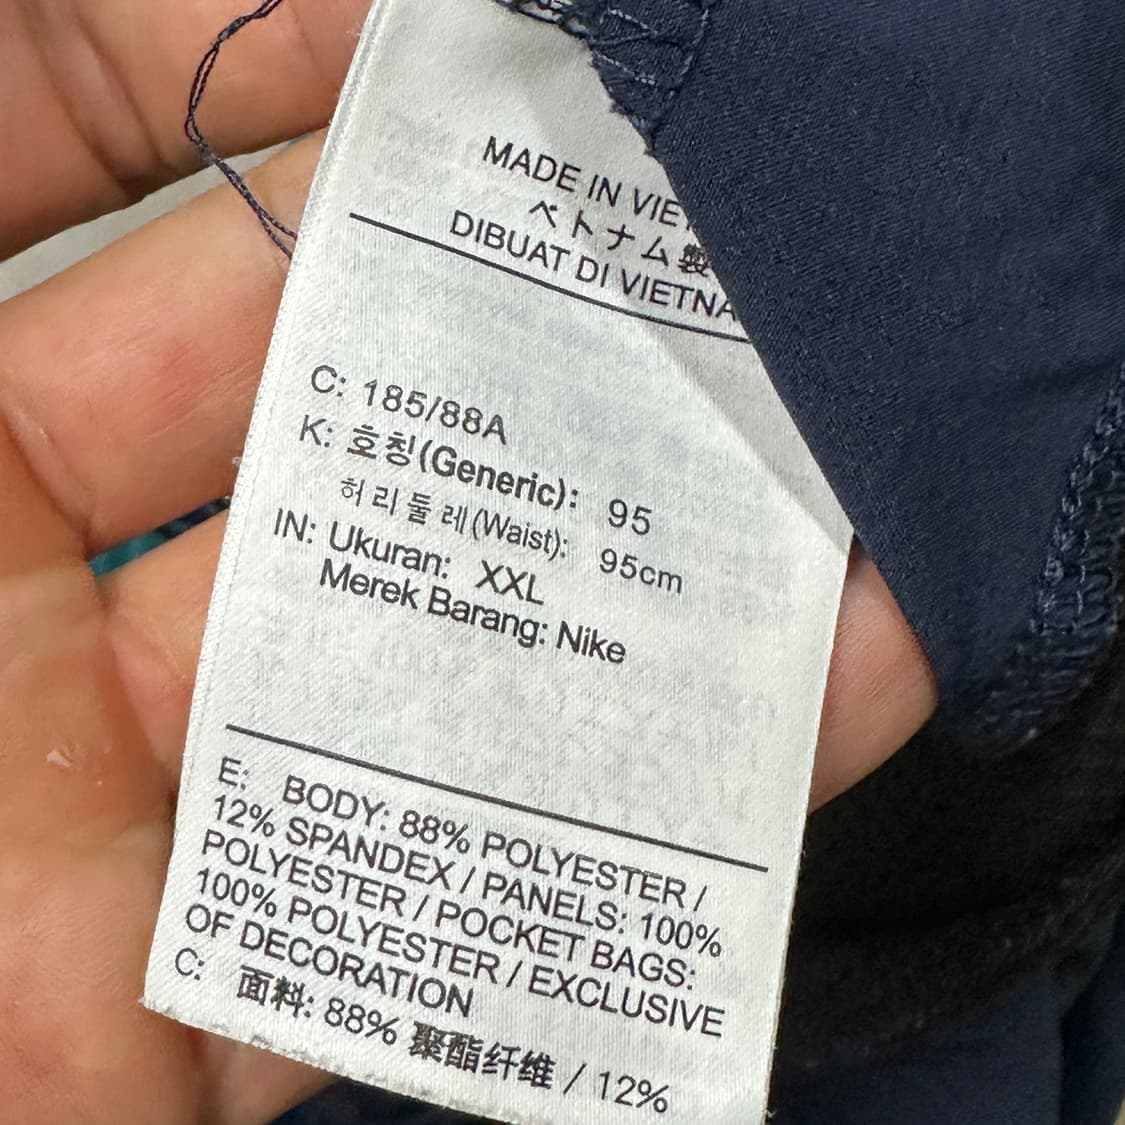 MADE IN VIE
ベトナム製
DIBUAT DI VIETNA
C: 185/88A
K: 호칭(Generic): 95
허리둘레(Waist): 95cm
IN: Ukuran: XXL
Merek Barang: Nike
E: BODY: 88% POLYESTER /
12% SPANDEX / PANELS: 100%
POLYESTER / POCKET BAGS:
100% POLYESTER / EXCLUSIVE
OF DECORATION
C: 面料: 88% 聚酯纤维 / 12%